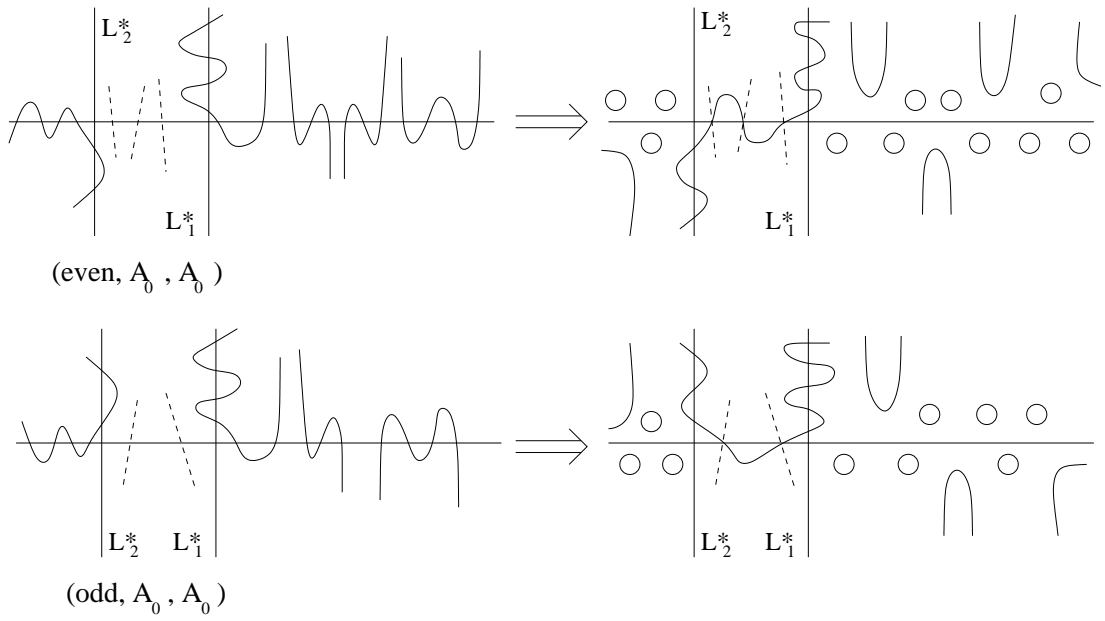 L*2 L*2
L*1 L*1
(even, A0 , A0 )
L*2 L*1 L*2 L*1
(odd, A0 , A0 )